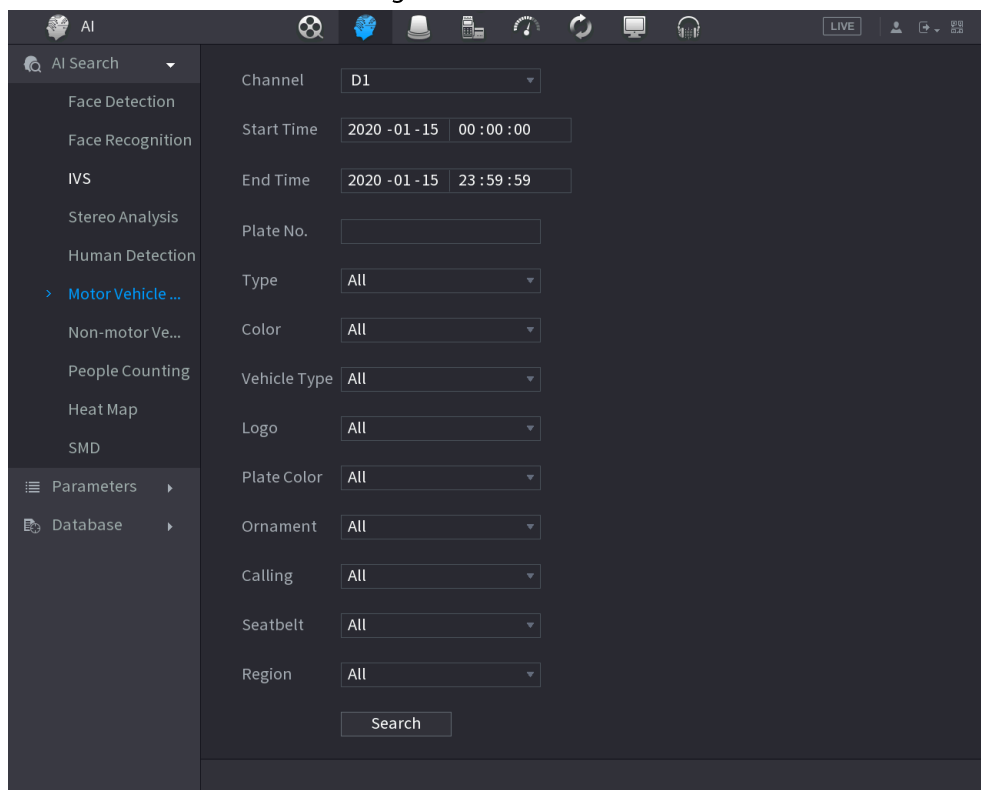 AI
LIVE
AI Search
Face Detection
Face Recognition
IVS
Stereo Analysis
Human Detection
> Motor Vehicle ...
Non-motor Ve...
People Counting
Heat Map
SMD
Parameters
Database
Channel D1
Start Time 2020 -01 -15 00 :00 :00
End Time 2020 -01 -15 23 :59 :59
Plate No.
Type All
Color All
Vehicle Type All
Logo All
Plate Color All
Ornament All
Calling All
Seatbelt All
Region All
Search